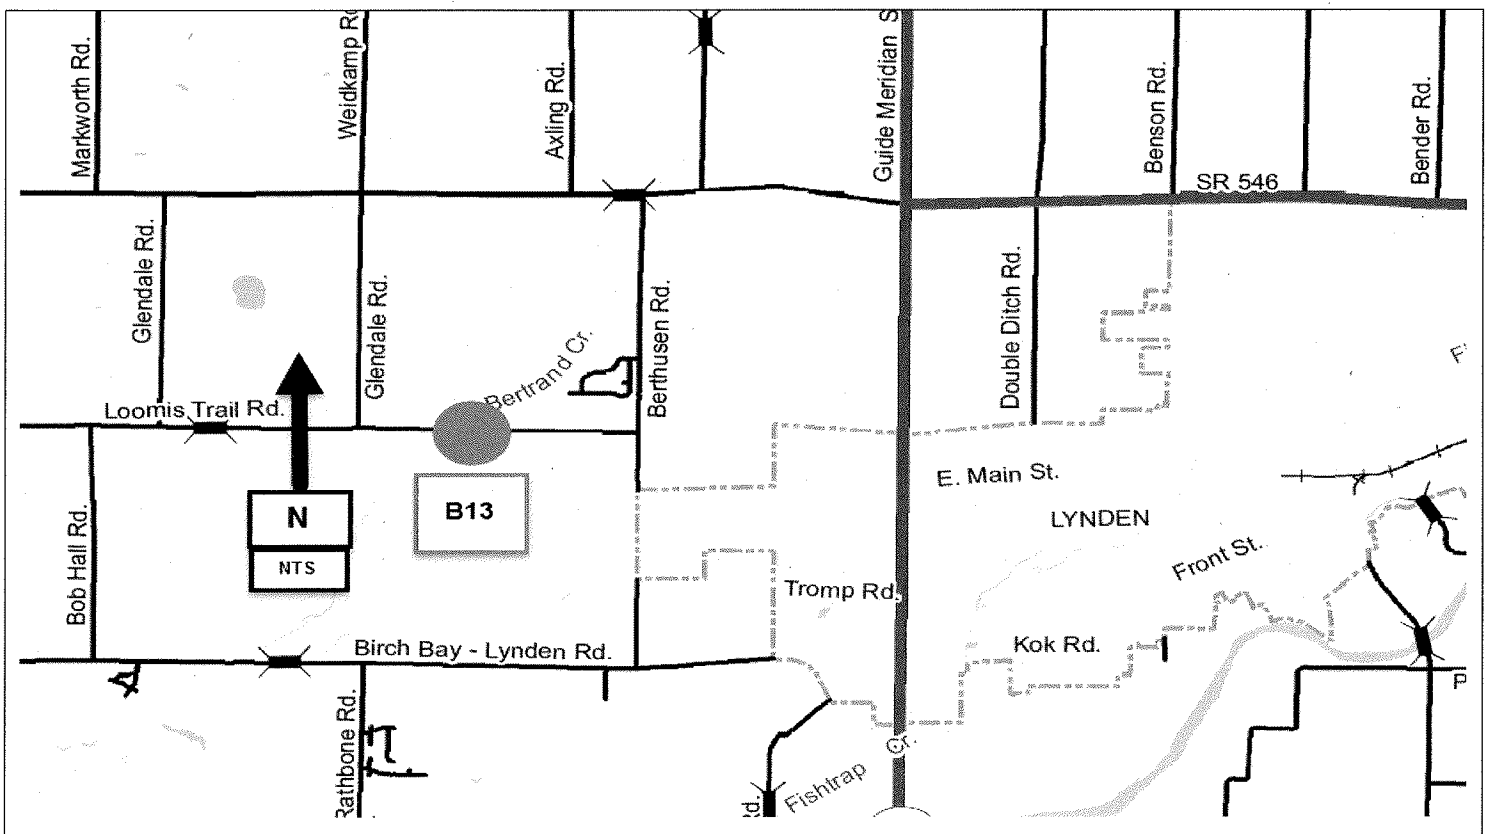 Markworth Rd.
Weidkamp R
Axling Rd.
Guide Meridian S
Benson Rd.
Bender Rd.
SR 546
Glendale Rd.
Glendale Rd.
Bertrand Cr.
Berthusen Rd.
Double Ditch Rd.
Loomis Trail Rd.
E. Main St.
N
B13
LYNDEN
NTS
Bob Hall Rd.
Front St.
Tromp Rd.
Birch Bay - Lynden Rd.
Kok Rd.
Rathbone Rd.
Fishtrap Cr.
Rd.